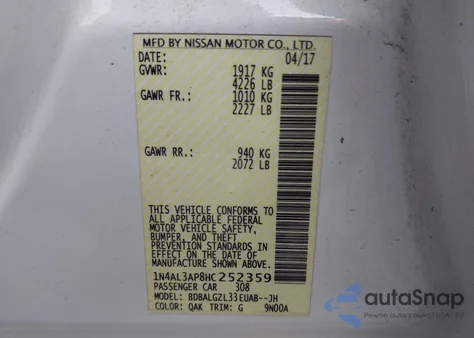 MFD BY NISSAN MOTOR CO., LTD.
DATE: 04/17
GVWR: 1917 KG
4226 LB
GAWR FR.: 1010 KG
2227 LB
GAWR RR.: 940 KG
2072 LB
THIS VEHICLE CONFORMS TO
ALL APPLICABLE FEDERAL
MOTOR VEHICLE SAFETY,
BUMPER, AND THEFT
PREVENTION STANDARDS IN
EFFECT ON THE DATE OF
MANUFACTURE SHOWN ABOVE.
1N4AL3AP8HC252359
PASSENGER CAR 308
MODEL: BDBALGZL33EUAB--JH
COLOR: QAK TRIM: G 9N00A
autoSnap